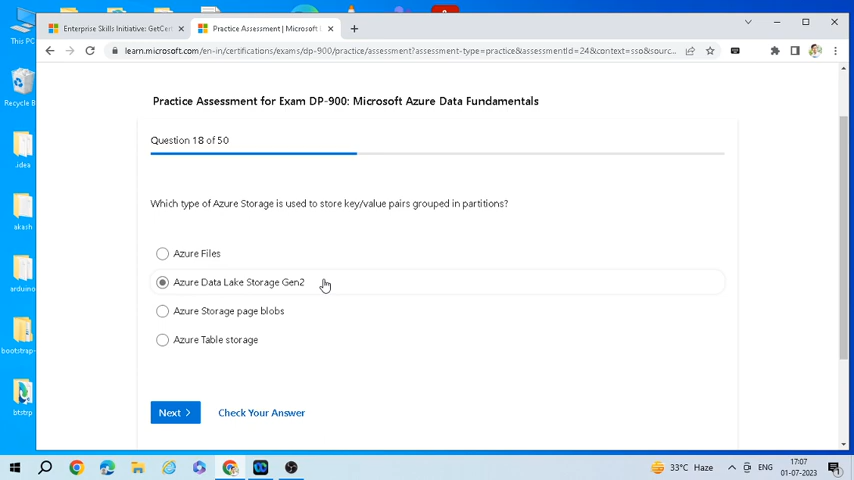 This PC
Enterprise Skills Initiative: GetCert
Practice Assessment | Microsoft
learn.microsoft.com/en-in/certifications/exams/dp-900/practice/assessment?assessment-type=practice&assessmentId=24&context=sso&sourc...
Recycle B
Practice Assessment for Exam DP-900: Microsoft Azure Data Fundamentals
Question 18 of 50
.idea
Which type of Azure Storage is used to store key/value pairs grouped in partitions?
akash
Azure Files
Azure Data Lake Storage Gen2
Azure Storage page blobs
arduino
Azure Table storage
bootstrap-
Next
Check Your Answer
btstrp
33°C Haze
ENG
17:07
01-07-2023